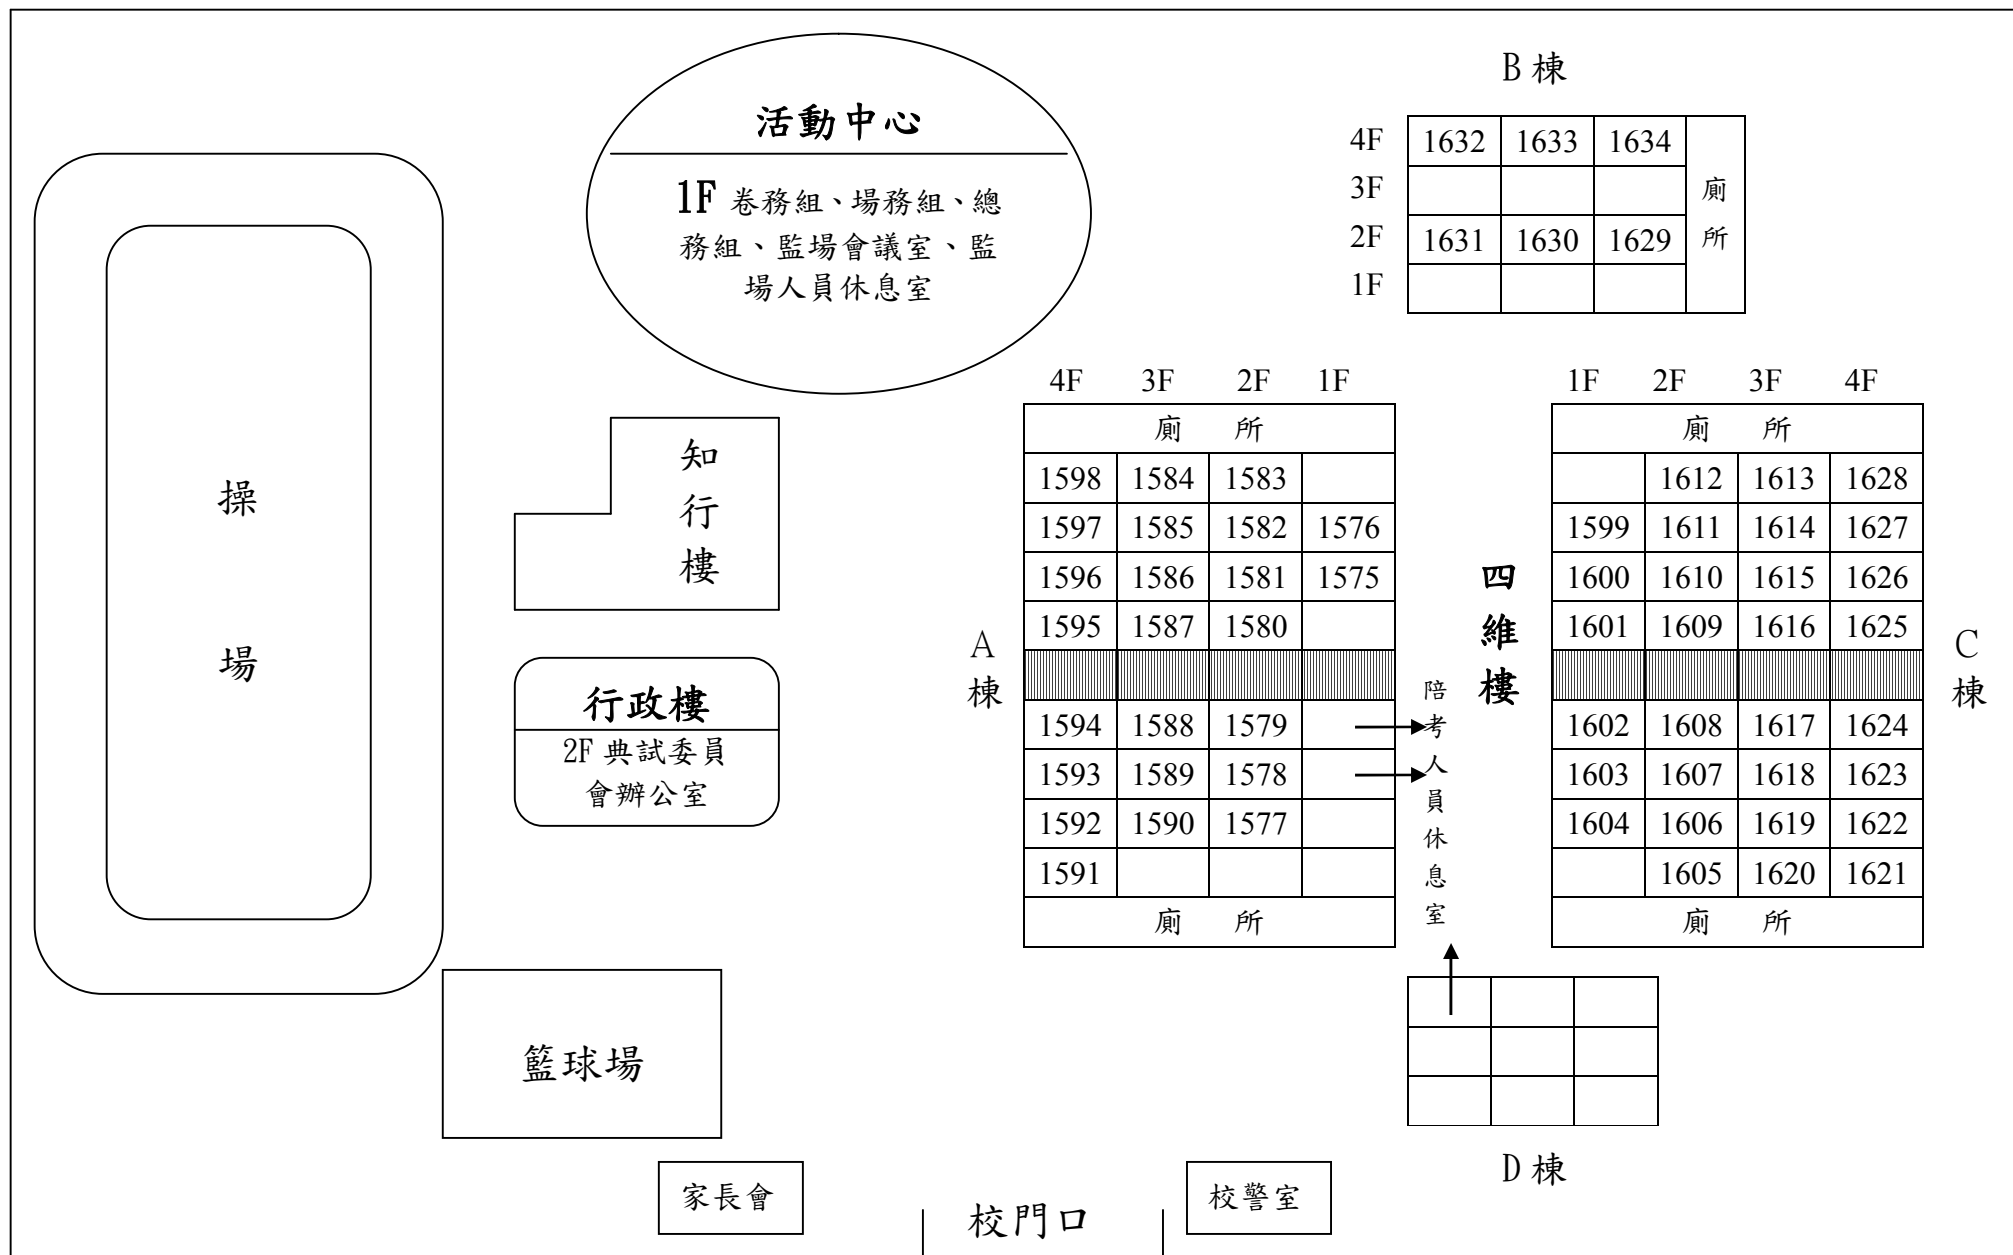 活動中心
1F 卷務組、場務組、總
務組、監場會議室、監
場人員休息室
B棟
4F 1632 1633 1634
3F
2F 1631 1630 1629
1F
廁所
操場
知行樓
行政樓
2F 典試委員
會辦公室
A棟
4F 3F 2F 1F
廁 所
1598 1584 1583
1597 1585 1582 1576
1596 1586 1581 1575
1595 1587 1580
1594 1588 1579
1593 1589 1578
1592 1590 1577
1591
廁 所
陪考人員休息室
四維樓
1F 2F 3F 4F
廁 所
1612 1613 1628
1599 1611 1614 1627
1600 1610 1615 1626
1601 1609 1616 1625
1602 1608 1617 1624
1603 1607 1618 1623
1604 1606 1619 1622
1605 1620 1621
廁 所
C棟
籃球場
D棟
家長會
校門口
校警室